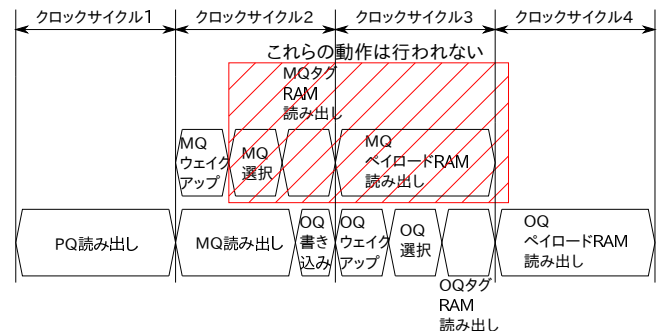 クロックサイクル1
クロックサイクル2
クロックサイクル3
クロックサイクル4
これらの動作は行われない
MQタグ
RAM
読み出し
MQ
ウェイク
アップ
MQ
選択
MQ
ペイロードRAM
読み出し
PQ読み出し
MQ読み出し
OQ
書き
込み
OQ
ウェイク
アップ
OQ
選択
OQ
ペイロードRAM
読み出し
OQタグ
RAM
読み出し